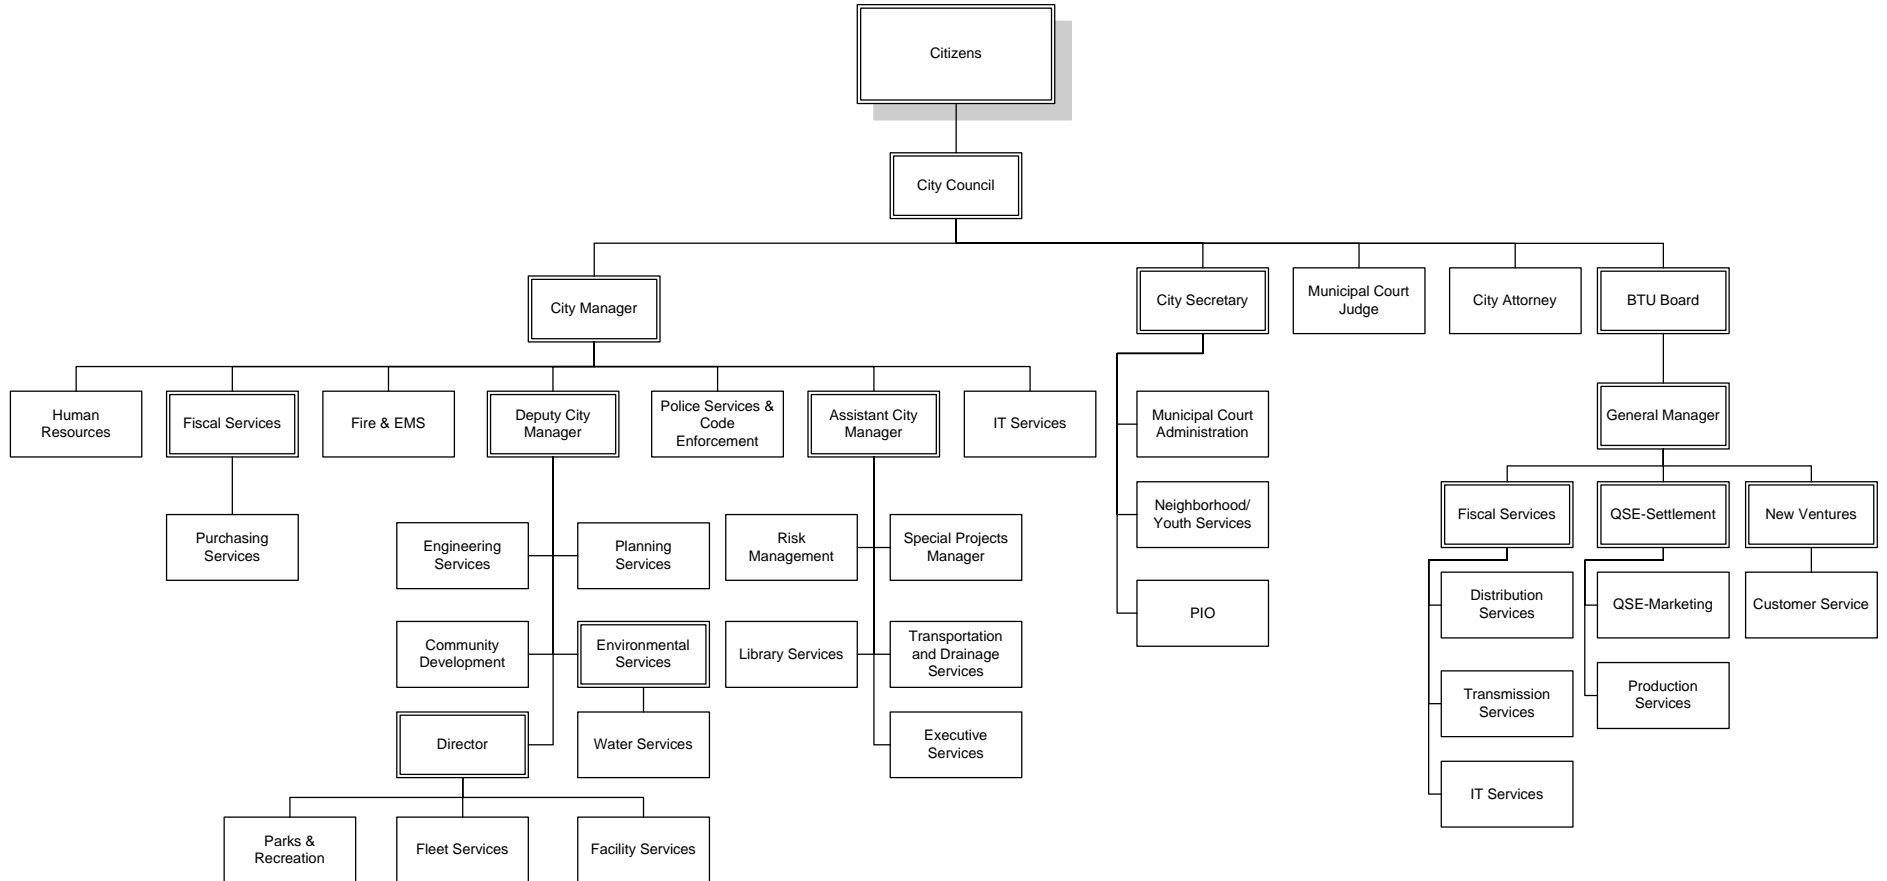 Citizens
City Council
City Manager
City Secretary
Municipal Court
Judge
City Attorney
BTU Board
Human
Resources
Fiscal Services
Fire & EMS
Deputy City
Manager
Police Services &
Code
Enforcement
Assistant City
Manager
IT Services
Municipal Court
Administration
General Manager
Purchasing
Services
Engineering
Services
Planning
Services
Risk
Management
Special Projects
Manager
Neighborhood/
Youth Services
Fiscal Services
QSE-Settlement
New Ventures
Community
Development
Environmental
Services
Library Services
Transportation
and Drainage
Services
PIO
Distribution
Services
QSE-Marketing
Customer Service
Director
Water Services
Executive
Services
Transmission
Services
Production
Services
IT Services
Parks &
Recreation
Fleet Services
Facility Services